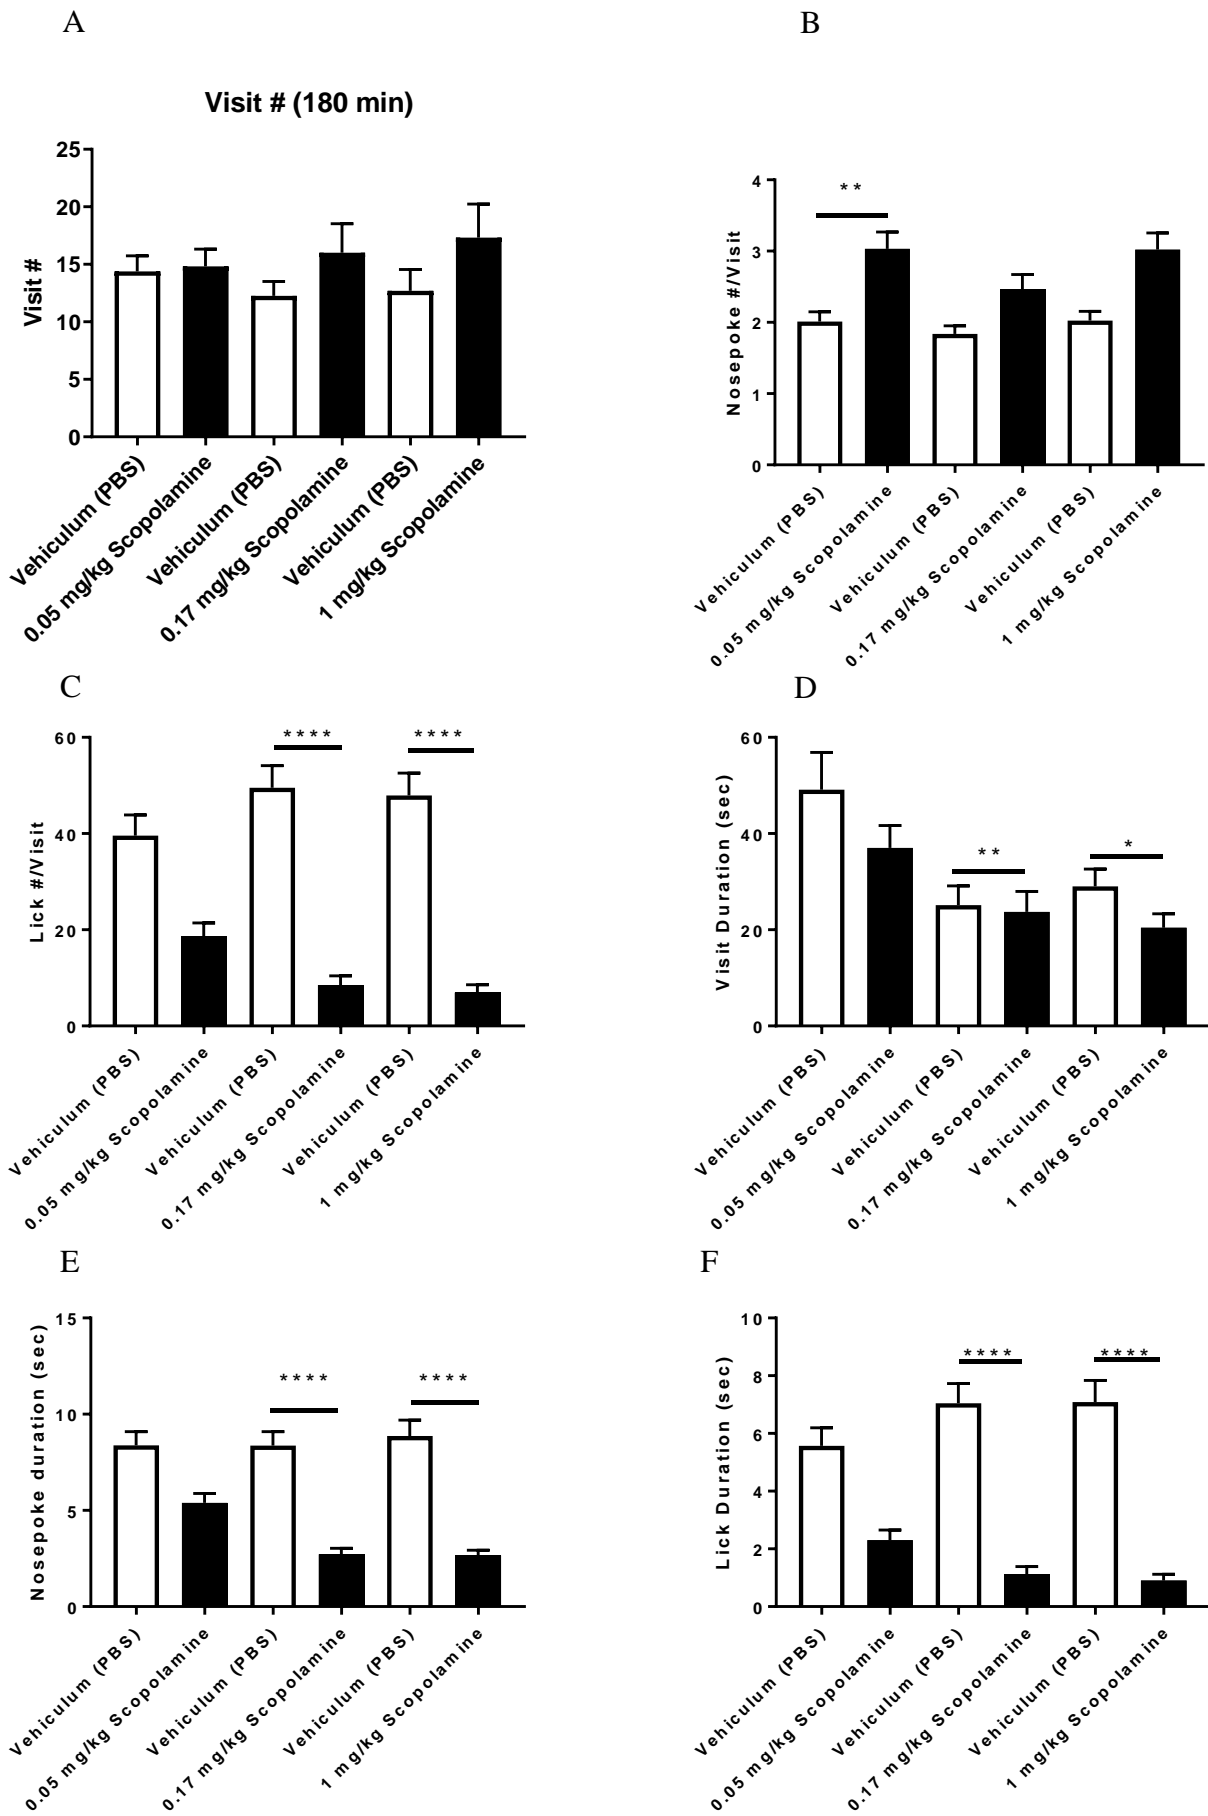 A
Visit # (180 min)
Visit #
25
20
15
10
5
0
Vehiculum (PBS)
0.05 mg/kg Scopolamine
Vehiculum (PBS)
0.17 mg/kg Scopolamine
Vehiculum (PBS)
1 mg/kg Scopolamine
B
Nosepoke #/Visit
4
3
2
1
0
**
Vehiculum (PBS)
0.05 mg/kg Scopolamine
Vehiculum (PBS)
0.17 mg/kg Scopolamine
Vehiculum (PBS)
1 mg/kg Scopolamine
C
Lick #/Visit
60
40
20
0
****
****
Vehiculum (PBS)
0.05 mg/kg Scopolamine
Vehiculum (PBS)
0.17 mg/kg Scopolamine
Vehiculum (PBS)
1 mg/kg Scopolamine
D
Visit Duration (sec)
60
40
20
0
**
*
Vehiculum (PBS)
0.05 mg/kg Scopolamine
Vehiculum (PBS)
0.17 mg/kg Scopolamine
Vehiculum (PBS)
1 mg/kg Scopolamine
E
Nosepoke duration (sec)
15
10
5
0
****
****
Vehiculum (PBS)
0.05 mg/kg Scopolamine
Vehiculum (PBS)
0.17 mg/kg Scopolamine
Vehiculum (PBS)
1 mg/kg Scopolamine
F
Lick Duration (sec)
10
8
6
4
2
0
****
****
Vehiculum (PBS)
0.05 mg/kg Scopolamine
Vehiculum (PBS)
0.17 mg/kg Scopolamine
Vehiculum (PBS)
1 mg/kg Scopolamine